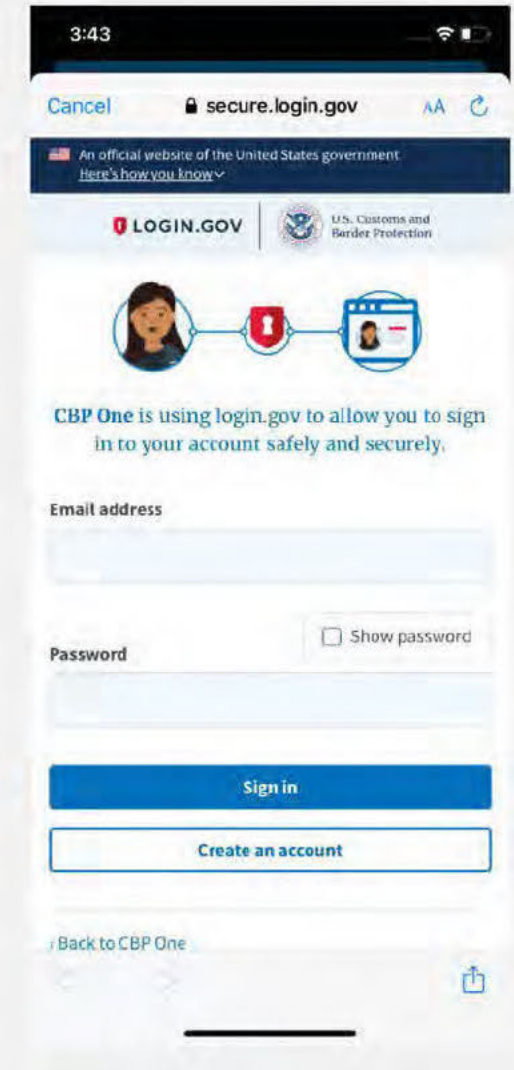 3:43
Cancel secure.login.gov AA
An official website of the United States government
Here's how you know
LOGIN.GOV
U.S. Customs and
Border Protection
CBP One is using login.gov to allow you to sign
in to your account safely and securely.
Email address
Show password
Password
Sign in
Create an account
‹ Back to CBP One